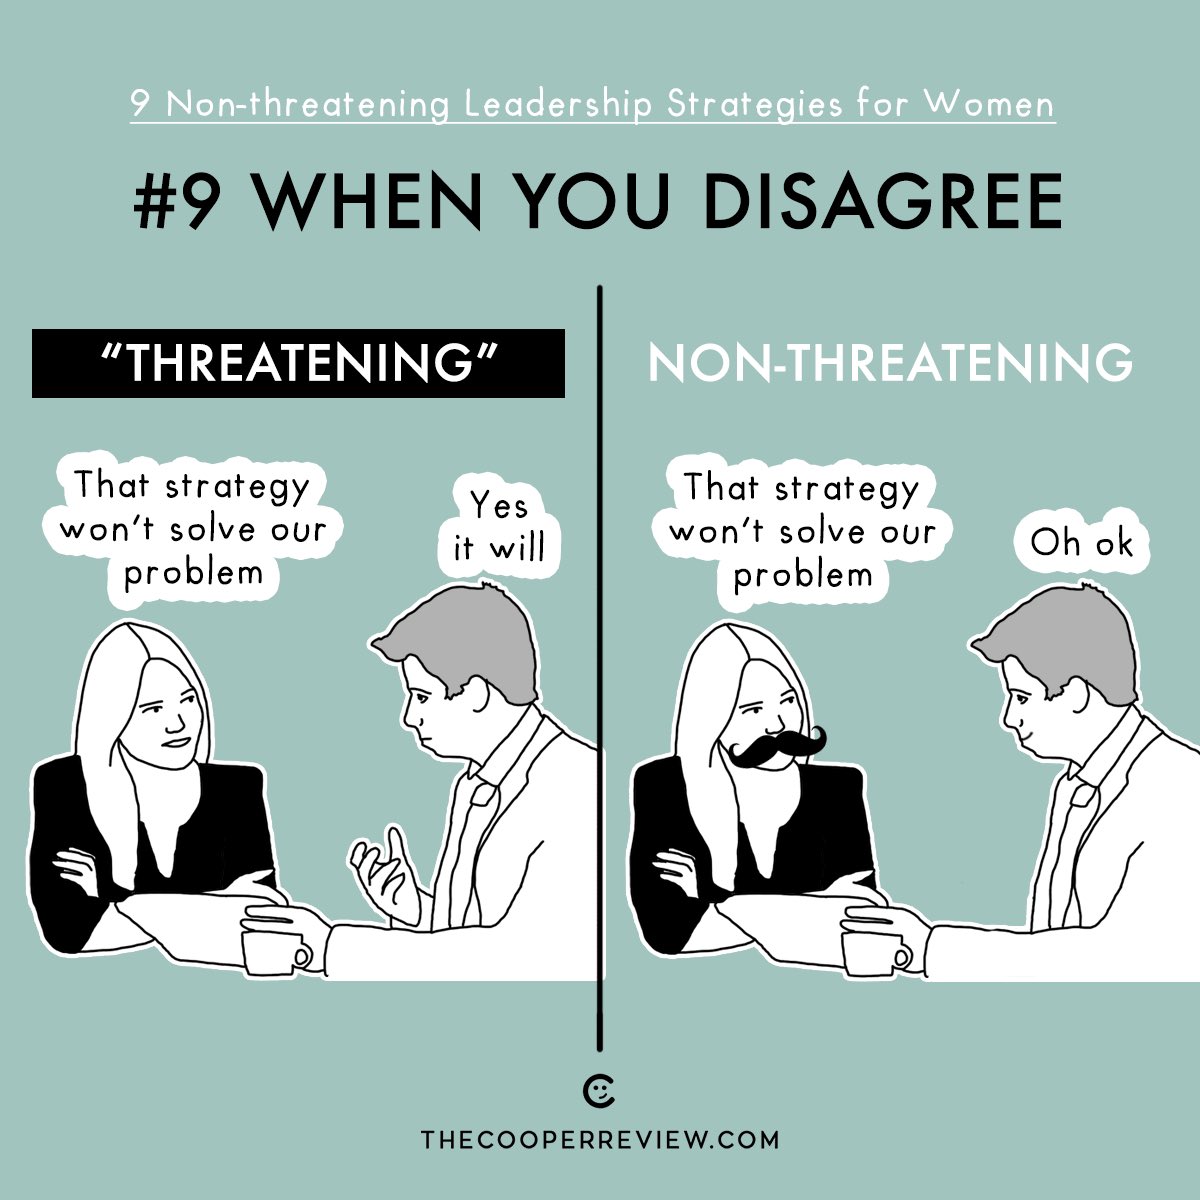 9 Non-threatening Leadership Strategies for Women
#9 WHEN YOU DISAGREE
“THREATENING”
That strategy
won't solve our
problem
Yes
it will
NON-THREATENING
That strategy
won't solve our
problem
Oh ok
THECOOPERREVIEW.COM